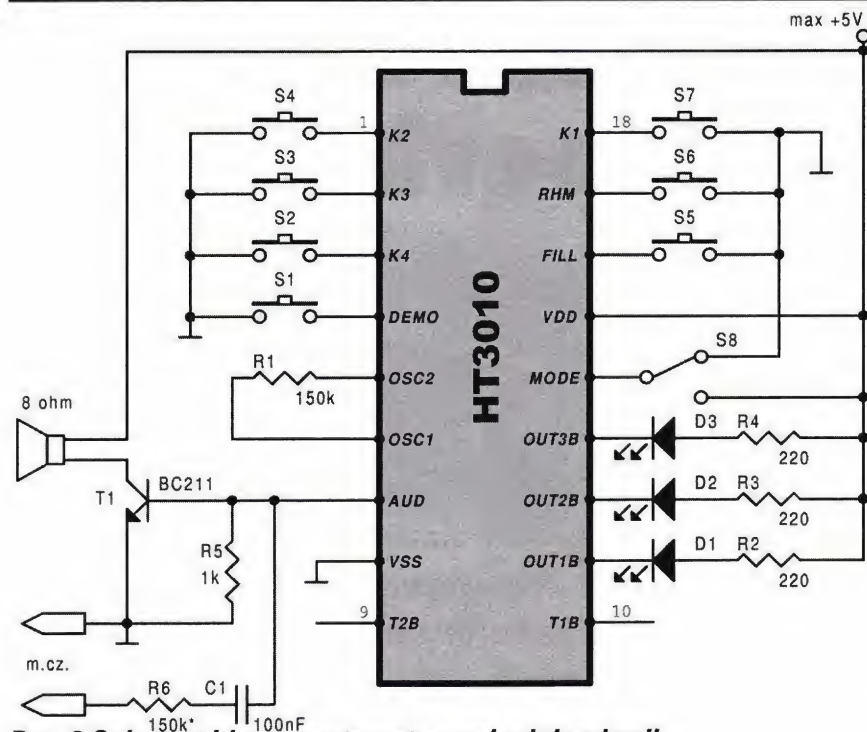 max +5V
S4
S7
1
K2
K1
18
S3
S6
K3
RHM
S2
S5
K4
FILL
S1
DEMO
VDD
HT3010
R1
OSC2
150k
MODE
S8
8 ohm
OSC1
OUT3B
D3
R4
220
T1
BC211
AUD
OUT2B
D2
R3
220
R5
1k
VSS
OUT1B
D1
R2
220
9
T2B
T1B
10
m.cz.
R6
C1
150k*
100nF